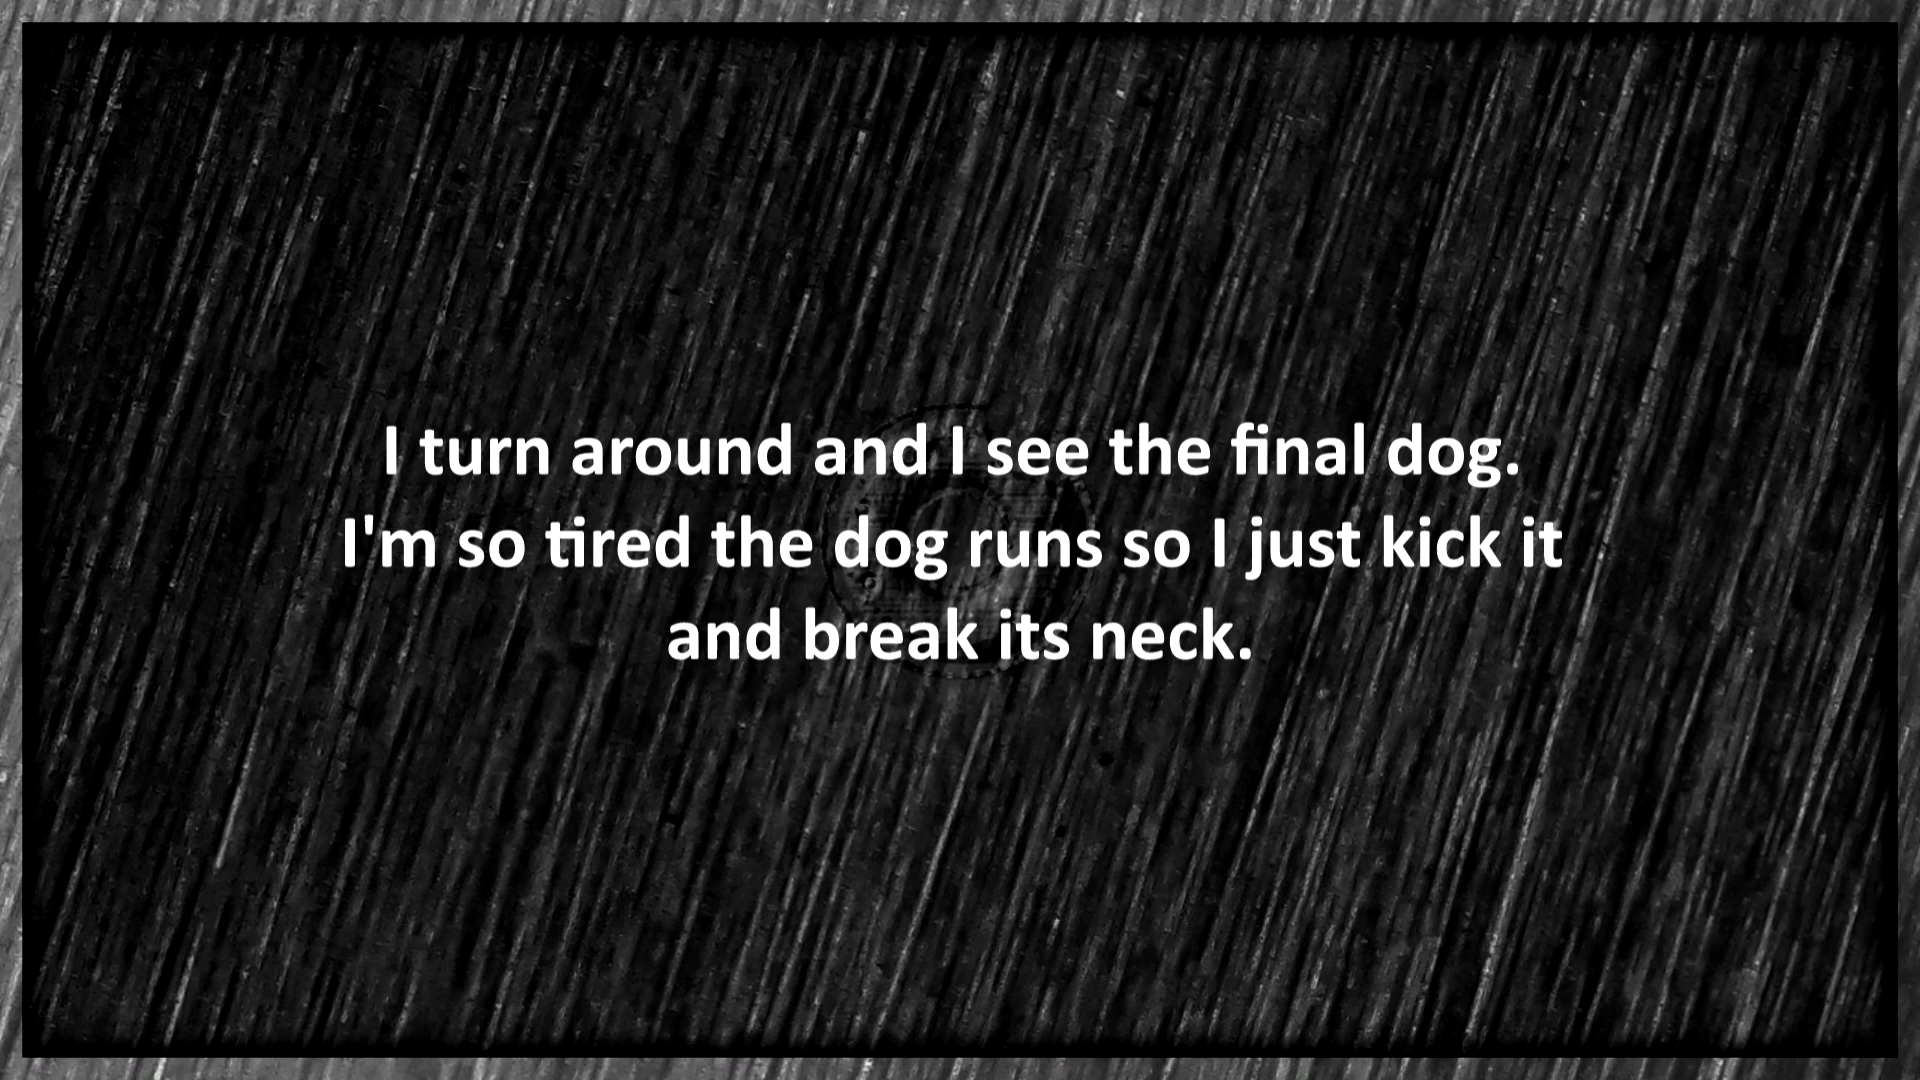 I turn around and I see the final dog.
I'm so tired the dog runs so I just kick it
and break its neck.